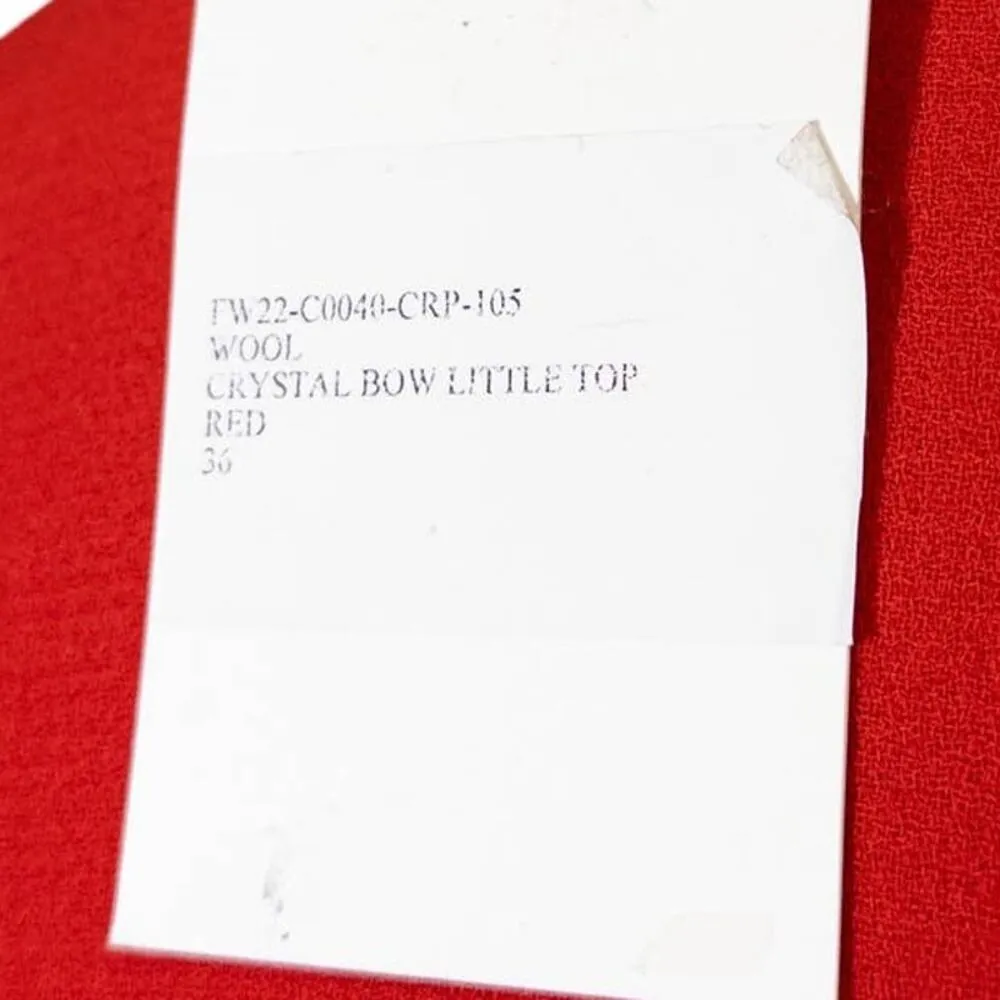 FW22-C0040-CRP-105
WOOL
CRYSTAL BOW LITTLE TOP
RED
36